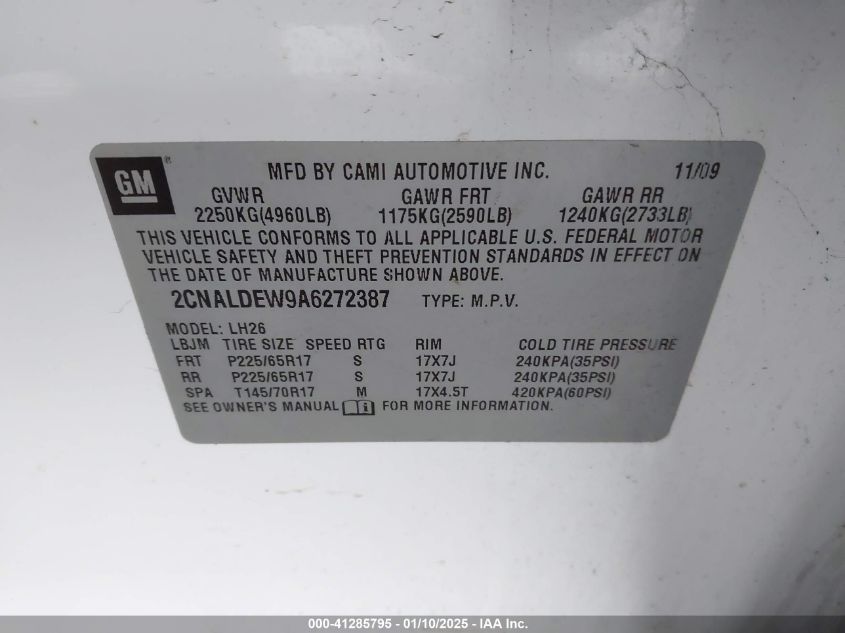 GM® MFD BY CAMI AUTOMOTIVE INC. 11/09
GVWR GAWR FRT GAWR RR
2250KG(4960LB) 1175KG(2590LB) 1240KG(2733LB)
THIS VEHICLE CONFORMS TO ALL APPLICABLE U.S. FEDERAL MOTOR
VEHICLE SAFETY AND THEFT PREVENTION STANDARDS IN EFFECT ON
THE DATE OF MANUFACTURE SHOWN ABOVE.
2CNALDEW9A6272387 TYPE: M.P.V.
MODEL: LH26
LBJM TIRE SIZE SPEED RTG RIM COLD TIRE PRESSURE
FRT P225/65R17 S 17X7J 240KPA(35PSI)
RR P225/65R17 S 17X7J 240KPA(35PSI)
SPA T145/70R17 M 17X4.5T 420KPA(60PSI)
SEE OWNER'S MANUAL i FOR MORE INFORMATION.
000-41285795 — 01/10/2025 — IAA Inc.